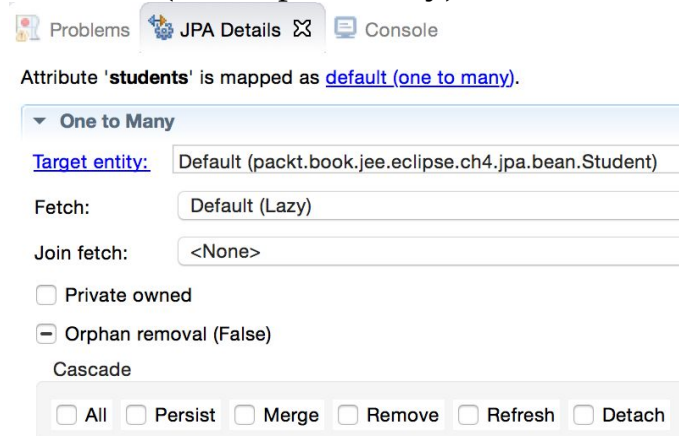 Problems JPA Details Console
Attribute 'students' is mapped as default (one to many).
One to Many
Target entity: Default (packt.book.jee.eclipse.ch4.jpa.bean.Student)
Fetch: Default (Lazy)
Join fetch: <None>
Private owned
Orphan removal (False)
Cascade
All Persist Merge Remove Refresh Detach